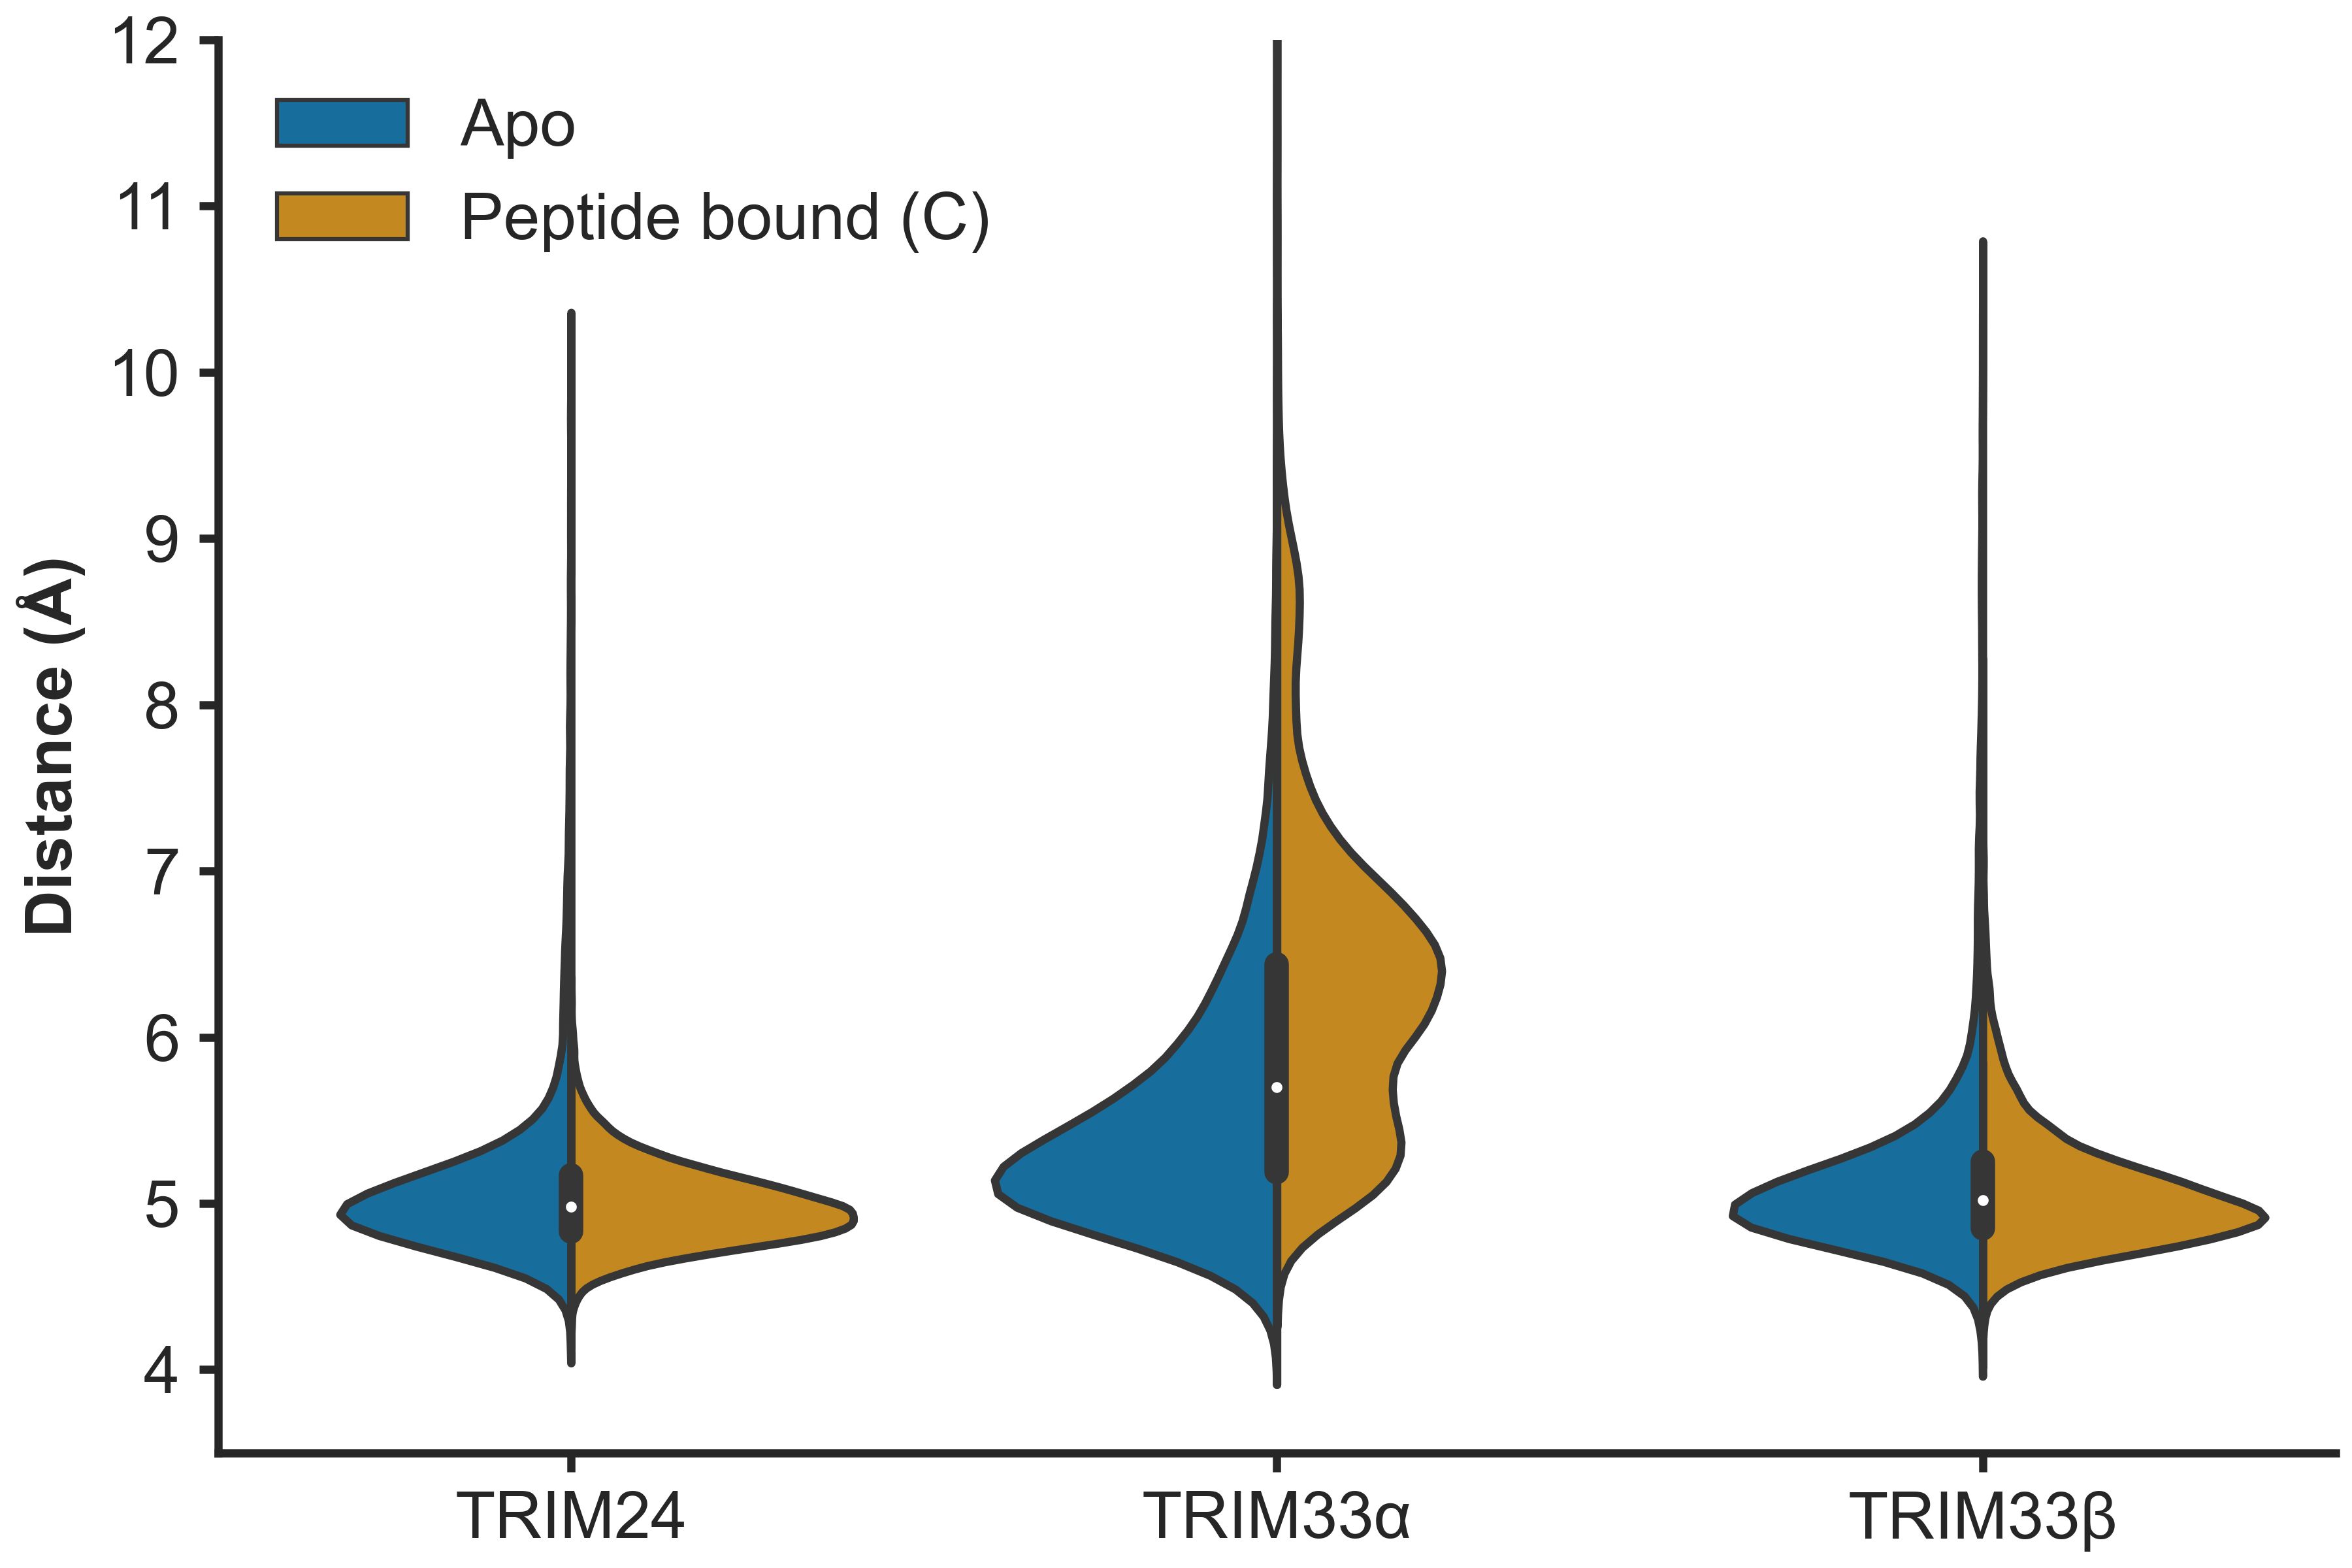 Distance (Å)
12
11
10
9
8
7
6
5
4
Apo
Peptide bound (C)
TRIM24
TRIM33α
TRIM33β